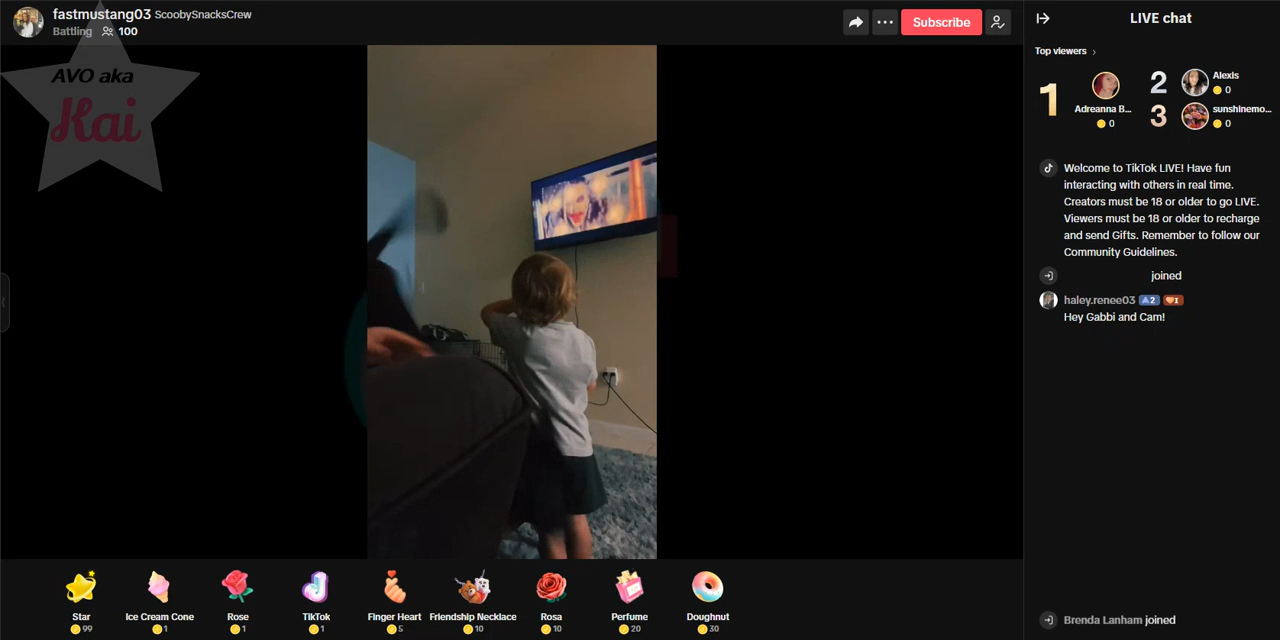 fastmustang03 ScoobySnacksCrew
Battling 100
Subscribe
AVO aka
Kai
LIVE chat
Top viewers
1
Adreanna B...
0
2
Alexis
0
3
sunshinemo...
0
Welcome to TikTok LIVE! Have fun
interacting with others in real time.
Creators must be 18 or older to go LIVE.
Viewers must be 18 or older to recharge
and send Gifts. Remember to follow our
Community Guidelines.
joined
haley.renee03 2 I
Hey Gabbi and Cam!
Brenda Lanham joined
Star
99
Ice Cream Cone
1
Rose
1
TikTok
1
Finger Heart
5
Friendship Necklace
10
Rosa
10
Perfume
20
Doughnut
30